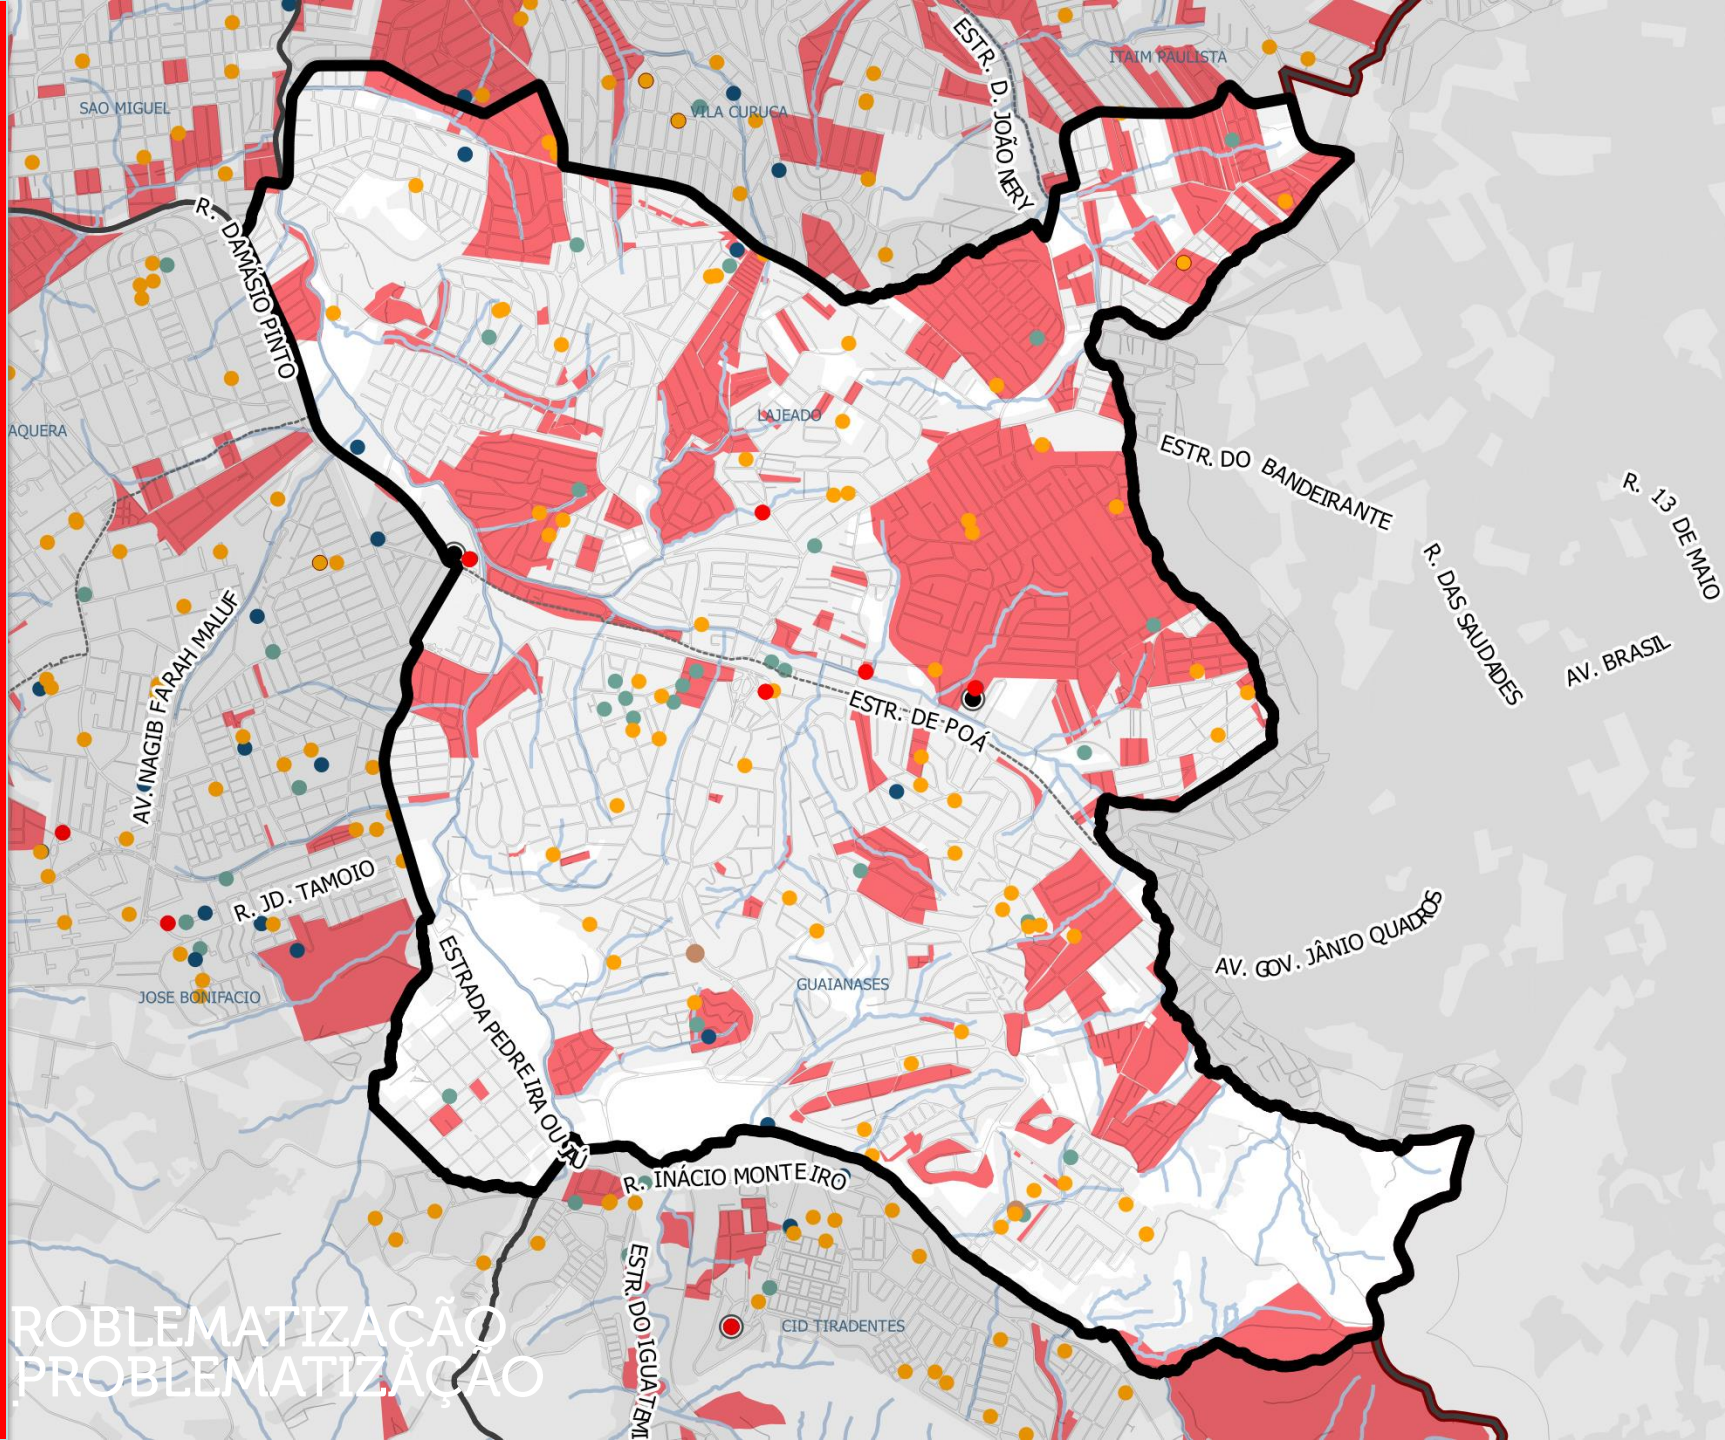 ESTR. D. JOÃO NERY
ITAIM PAULISTA
SAO MIGUEL
VILA CURUCA
R. DAMÁSIO PINTO
LAJEADO
AQUERA
ESTR. DO BANDEIRANTE
R. 13 DE MAIO
R. DAS SAUDADES
AV. BRASIL
AV. NAGIB FARAH MALUF
ESTR. DE POÁ
R. JD. TAMOIO
AV. GOV. JÂNIO QUADROS
JOSE BONIFACIO
ESTRADA PEDREIRA
GUAIANASES
R. INÁCIO MONTEIRO
ESTR. DO IGUATEMI
CID TIRADENTES
ROBLEMATIZAÇÃO
PROBLEMATIZAÇÃO